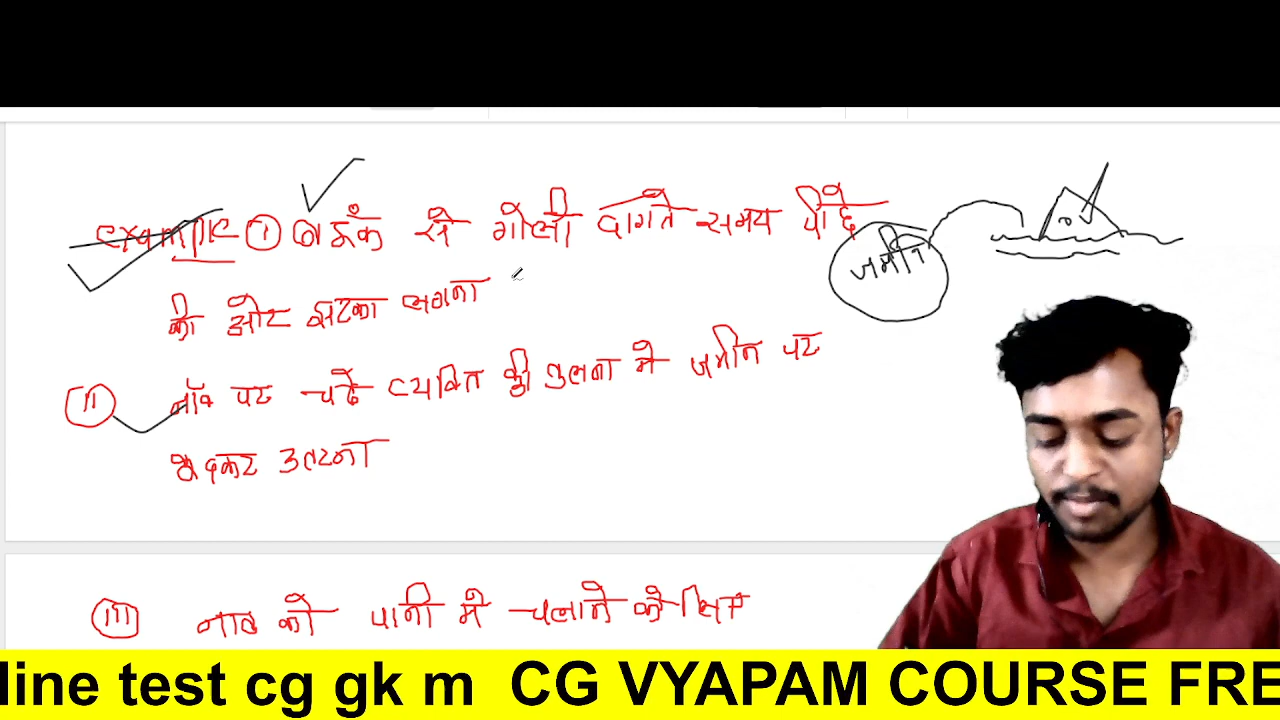 example ① बंदूक से गोली दागते समय पीछे
की ओर झटका लगना
जमीन
II नॉव पर चढ़े व्यक्ति की तुलना मे जमीन पर
कूदकर उतरना
III नाव को पानी में चलाने के लिए
line test cg gk m CG VYAPAM COURSE FRE